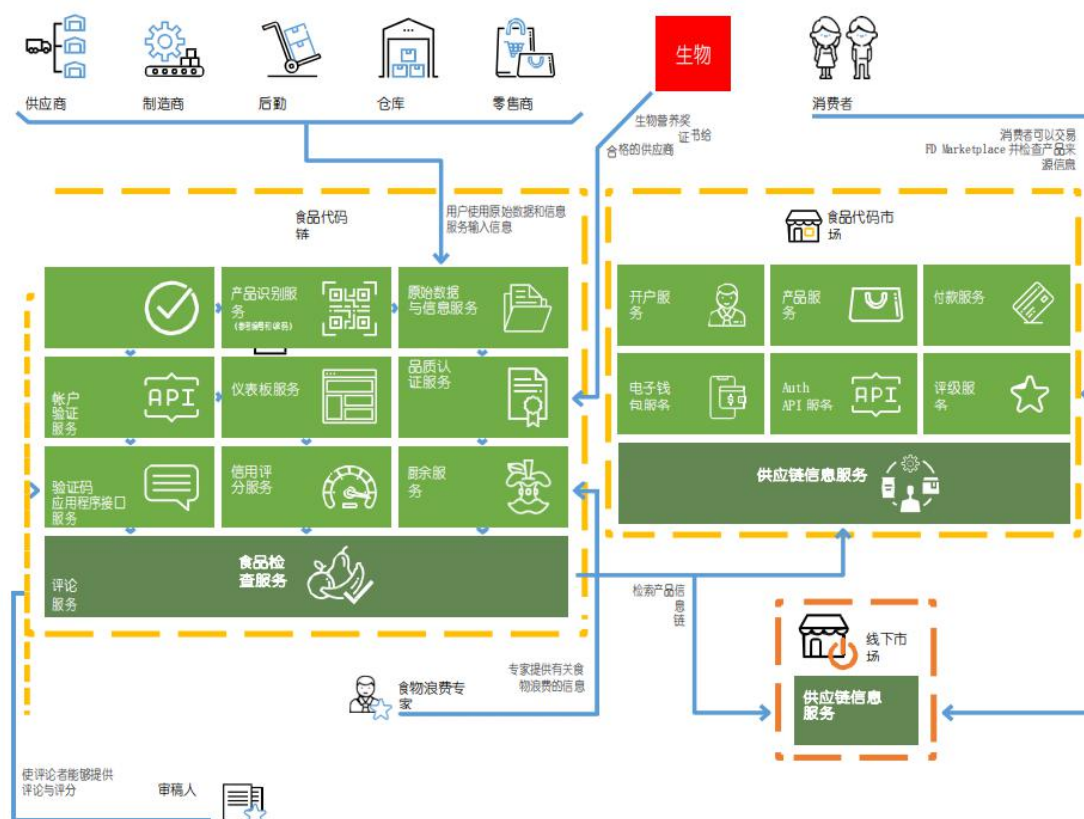 供应商
制造商
后勤
仓库
零售商
生物
消费者
生物营养奖
证书给
合格的供应商
消费者可以交易
FD Marketplace 并检查产品来
源信息
食品代码
链
用户使用原始数据和信息
服务输入信息
食品代码市
场
产品识别服
务
(参考编号和读码)
原始数据
与信息服务
帐户
验证
服务
API
仪表板服务
品质认
证服务
验证码
应用程序接口
服务
信用评
分服务
厨余服
务
评论
服务
食品检
查服务
开户服
务
产品服
务
付款服务
电子钱
包服务
Auth
API 服务
API
评级服
务
供应链信息服务
检索产品信
息
链
线下市
场
供应链信息
服务
食物浪费专
家
专家提供有关食
物浪费的信息
使评论者能够提供
评论与评分
审稿人